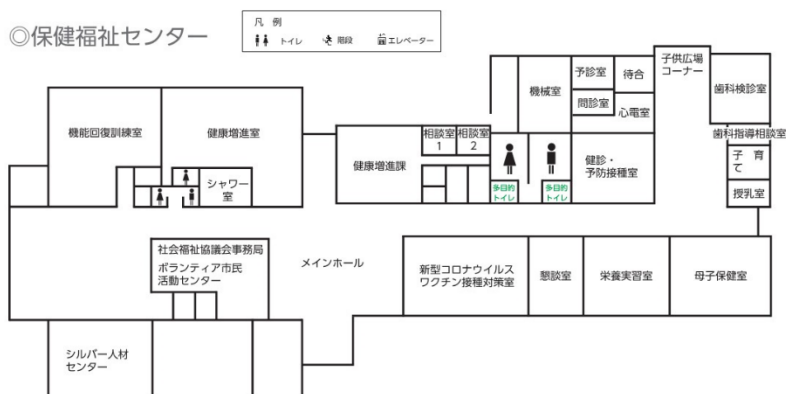 ◎保健福祉センター
凡 例
トイレ 階段 エレベーター
機能回復訓練室
健康増進室
シャワー
室
健康増進課
相談室
1
相談室
2
機械室
予診室
待合
問診室
心電室
子供広場
コーナー
歯科検診室
歯科指導相談室
子 育
て
授乳室
健診・
予防接種室
多目的
トイレ
多目的
トイレ
社会福祉協議会事務局
ボランティア市民
活動センター
メインホール
新型コロナウイルス
ワクチン接種対策室
懇談室
栄養実習室
母子保健室
シルバー人材
センター